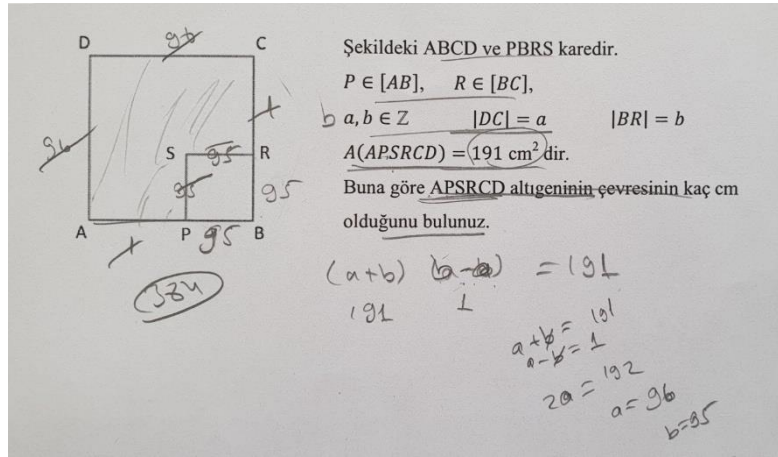 D 96 C
96
1
S 95 R
95
95
A P B
1 95
384
Şekildeki ABCD ve PBRS karedir.
P ∈ [AB], R ∈ [BC],
b a, b ∈ ℤ |DC| = a |BR| = b
A(APSRCD) = 191 cm² dir.
Buna göre APSRCD altıgeninin çevresinin kaç cm
olduğunu bulunuz.
(a+b) (a-b) = 191
191 1
a+b= 191
a-b= 1
2a = 192
a= 96
b=95